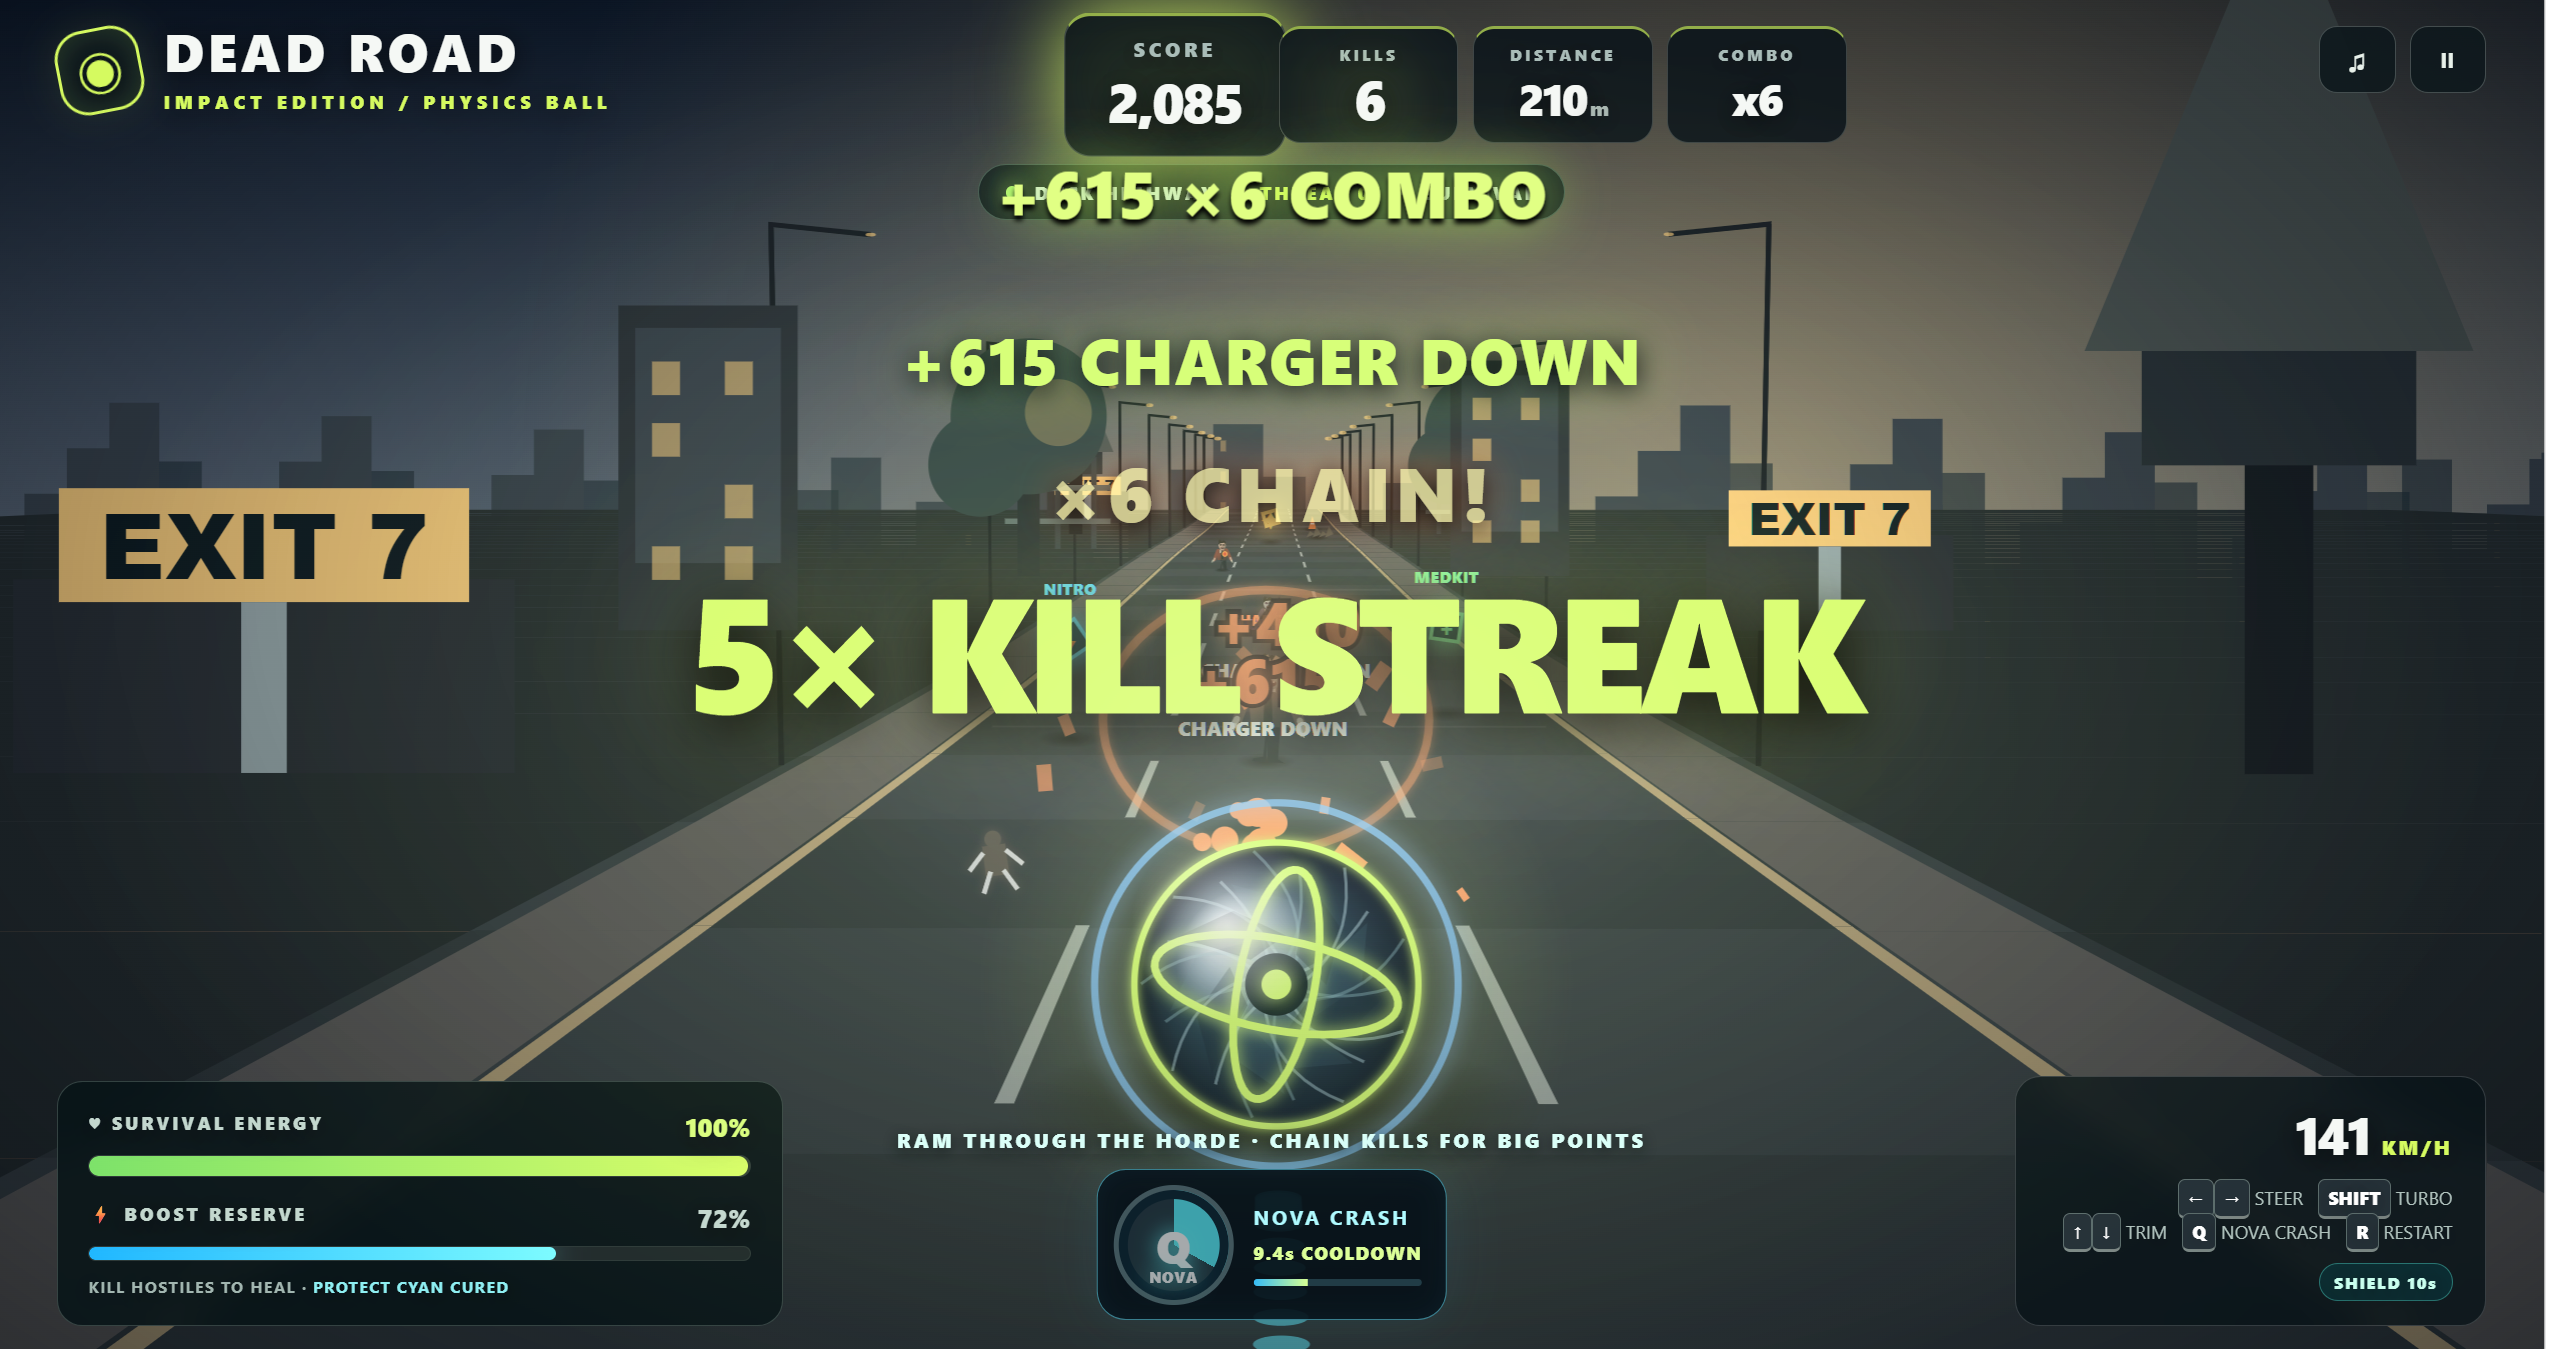 DEAD ROAD
IMPACT EDITION / PHYSICS BALL
SCORE
2,085
KILLS
6
DISTANCE
210m
COMBO
x6
♫
+615 ×6 COMBO
+615 CHARGER DOWN
×6 CHAIN!
EXIT 7
EXIT 7
NITRO
MEDKIT
5× KILL STREAK
CHARGER DOWN
RAM THROUGH THE HORDE · CHAIN KILLS FOR BIG POINTS
♥ SURVIVAL ENERGY
100%
BOOST RESERVE
72%
KILL HOSTILES TO HEAL · PROTECT CYAN CURED
Q
NOVA
NOVA CRASH
9.4s COOLDOWN
141 KM/H
← → STEER SHIFT TURBO
↑ ↓ TRIM Q NOVA CRASH R RESTART
SHIELD 10s